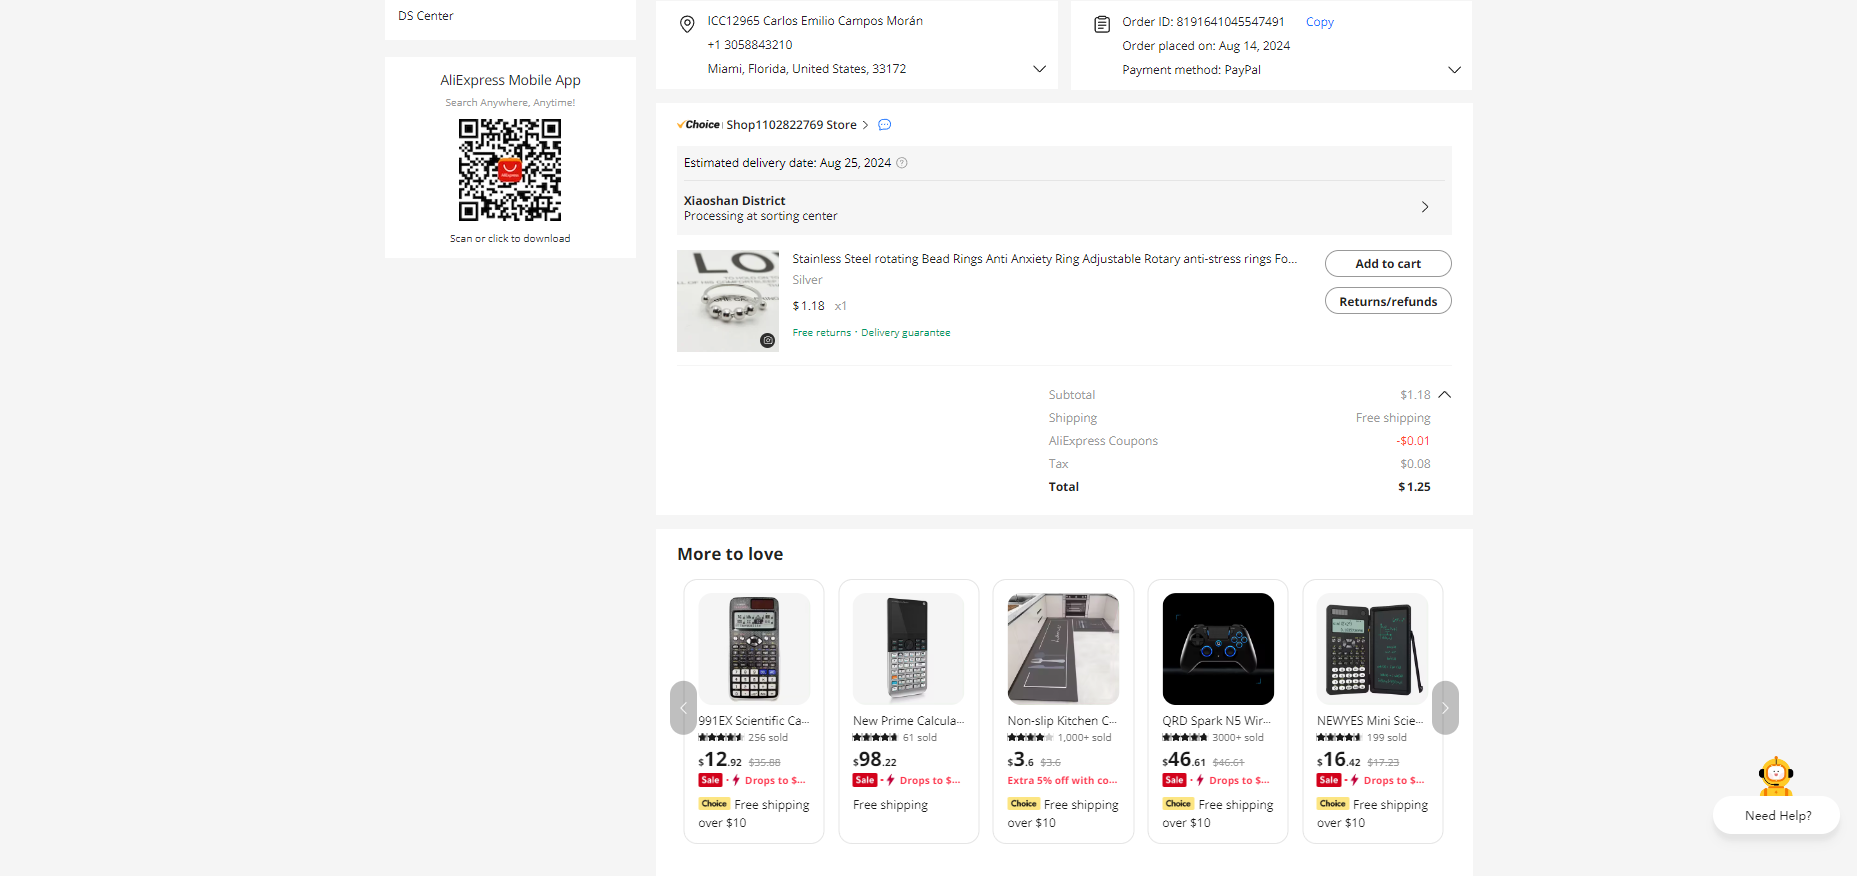 DS Center
AliExpress Mobile App
Search Anywhere, Anytime!
Scan or click to download
ICC12965 Carlos Emilio Campos Morán
+1 3058843210
Miami, Florida, United States, 33172
Order ID: 8191641045547491 Copy
Order placed on: Aug 14, 2024
Payment method: PayPal
Choice Shop1102822769 Store
Estimated delivery date: Aug 25, 2024
Xiaoshan District
Processing at sorting center
Stainless Steel rotating Bead Rings Anti Anxiety Ring Adjustable Rotary anti-stress rings Fo...
Silver
$1.18 x1
Free returns · Delivery guarantee
Add to cart
Returns/refunds
Subtotal $1.18
Shipping Free shipping
AliExpress Coupons -$0.01
Tax $0.08
Total $1.25
More to love
991EX Scientific Ca...
256 sold
$12.92 $35.88
Sale Drops to $...
Choice Free shipping
over $10
New Prime Calcula...
61 sold
$98.22
Sale Drops to $...
Free shipping
Non-slip Kitchen C...
1,000+ sold
$3.6 $3.6
Extra 5% off with co...
Choice Free shipping
over $10
QRD Spark N5 Wir...
3000+ sold
$46.61 $46.61
Sale Drops to $...
Choice Free shipping
over $10
NEWYES Mini Scie...
199 sold
$16.42 $17.23
Sale Drops to $...
Choice Free shipping
over $10
Need Help?